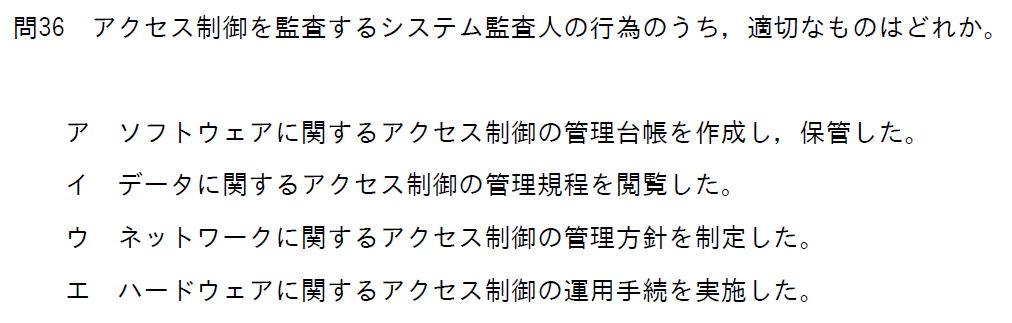 問36　アクセス制御を監査するシステム監査人の行為のうち，適切なものはどれか。
ア　ソフトウェアに関するアクセス制御の管理台帳を作成し，保管した。
イ　データに関するアクセス制御の管理規程を閲覧した。
ウ　ネットワークに関するアクセス制御の管理方針を制定した。
エ　ハードウェアに関するアクセス制御の運用手続を実施した。